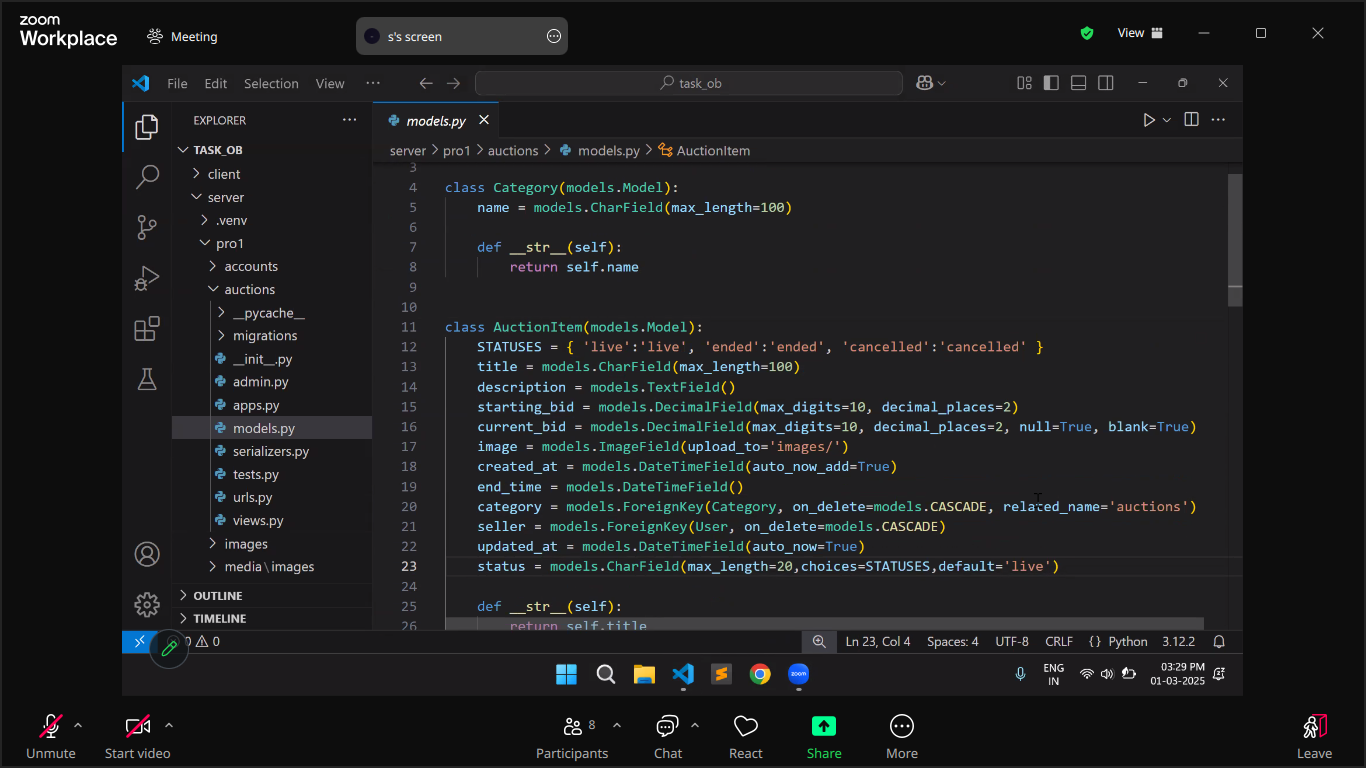 zoom
Workplace
Meeting
s's screen
View
File Edit Selection View ···
task_ob
EXPLORER
TASK_OB
client
server
.venv
pro1
accounts
auctions
__pycache__
migrations
__init__.py
admin.py
apps.py
models.py
serializers.py
tests.py
urls.py
views.py
images
media\images
OUTLINE
TIMELINE
models.py
server > pro1 > auctions > models.py > AuctionItem
3
4 class Category(models.Model):
5 name = models.CharField(max_length=100)
6
7 def __str__(self):
8 return self.name
9
10
11 class AuctionItem(models.Model):
12 STATUSES = { 'live':'live', 'ended':'ended', 'cancelled':'cancelled' }
13 title = models.CharField(max_length=100)
14 description = models.TextField()
15 starting_bid = models.DecimalField(max_digits=10, decimal_places=2)
16 current_bid = models.DecimalField(max_digits=10, decimal_places=2, null=True, blank=True)
17 image = models.ImageField(upload_to='images/')
18 created_at = models.DateTimeField(auto_now_add=True)
19 end_time = models.DateTimeField()
20 category = models.ForeignKey(Category, on_delete=models.CASCADE, related_name='auctions')
21 seller = models.ForeignKey(User, on_delete=models.CASCADE)
22 updated_at = models.DateTimeField(auto_now=True)
23 status = models.CharField(max_length=20,choices=STATUSES,default='live')
24
25 def __str__(self):
26 return self.title
0 0
Ln 23, Col 4 Spaces: 4 UTF-8 CRLF {} Python 3.12.2
zoom
ENG
IN
03:29 PM
01-03-2025
Unmute
Start video
8
Participants
Chat
React
Share
More
Leave